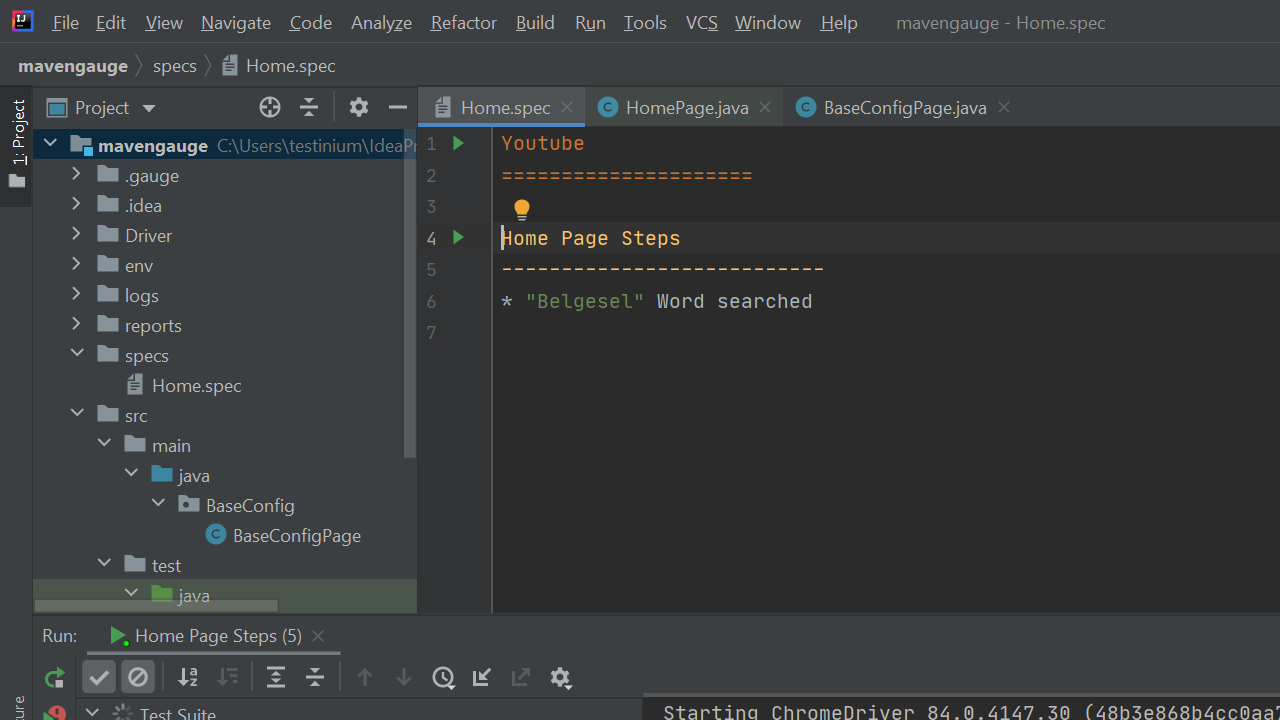 File Edit View Navigate Code Analyze Refactor Build Run Tools VCS Window Help mavengauge - Home.spec
mavengauge specs Home.spec
1: Project
Project
Home.spec HomePage.java BaseConfigPage.java
mavengauge C:\Users\testinium\IdeaPr
.gauge
.idea
Driver
env
logs
reports
specs
Home.spec
src
main
java
BaseConfig
BaseConfigPage
test
java
1 Youtube
2 =====================
3
4 Home Page Steps
5 ---------------------------
6 * "Belgesel" Word searched
7
Run: Home Page Steps (5)
Test Suite
Starting ChromeDriver 84.0.4147.30 (48b3e868b4cc0aa7